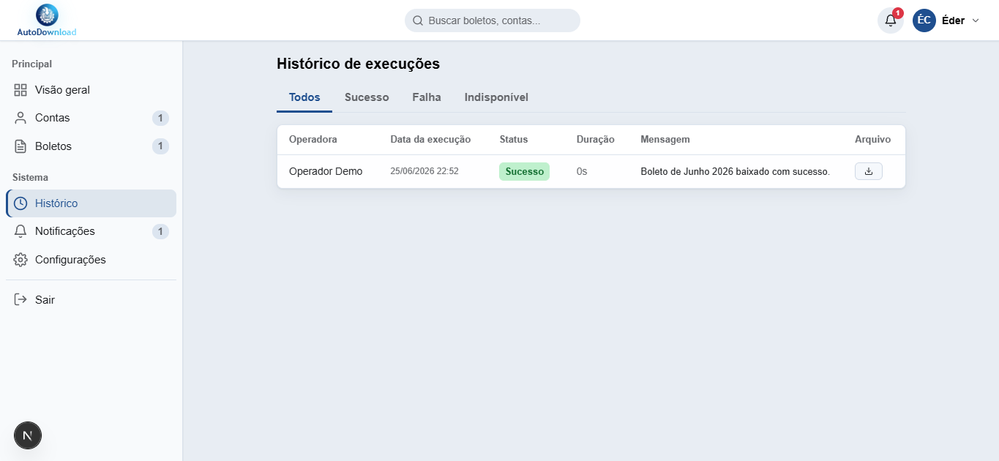 AutoDownload
Buscar boletos, contas...
1
ÉC
Éder
Principal
Visão geral
Contas 1
Boletos 1
Sistema
Histórico
Notificações 1
Configurações
Sair
N
Histórico de execuções
Todos Sucesso Falha Indisponível
Operadora Data da execução Status Duração Mensagem Arquivo
Operador Demo 25/06/2026 22:52 Sucesso 0s Boleto de Junho 2026 baixado com sucesso.